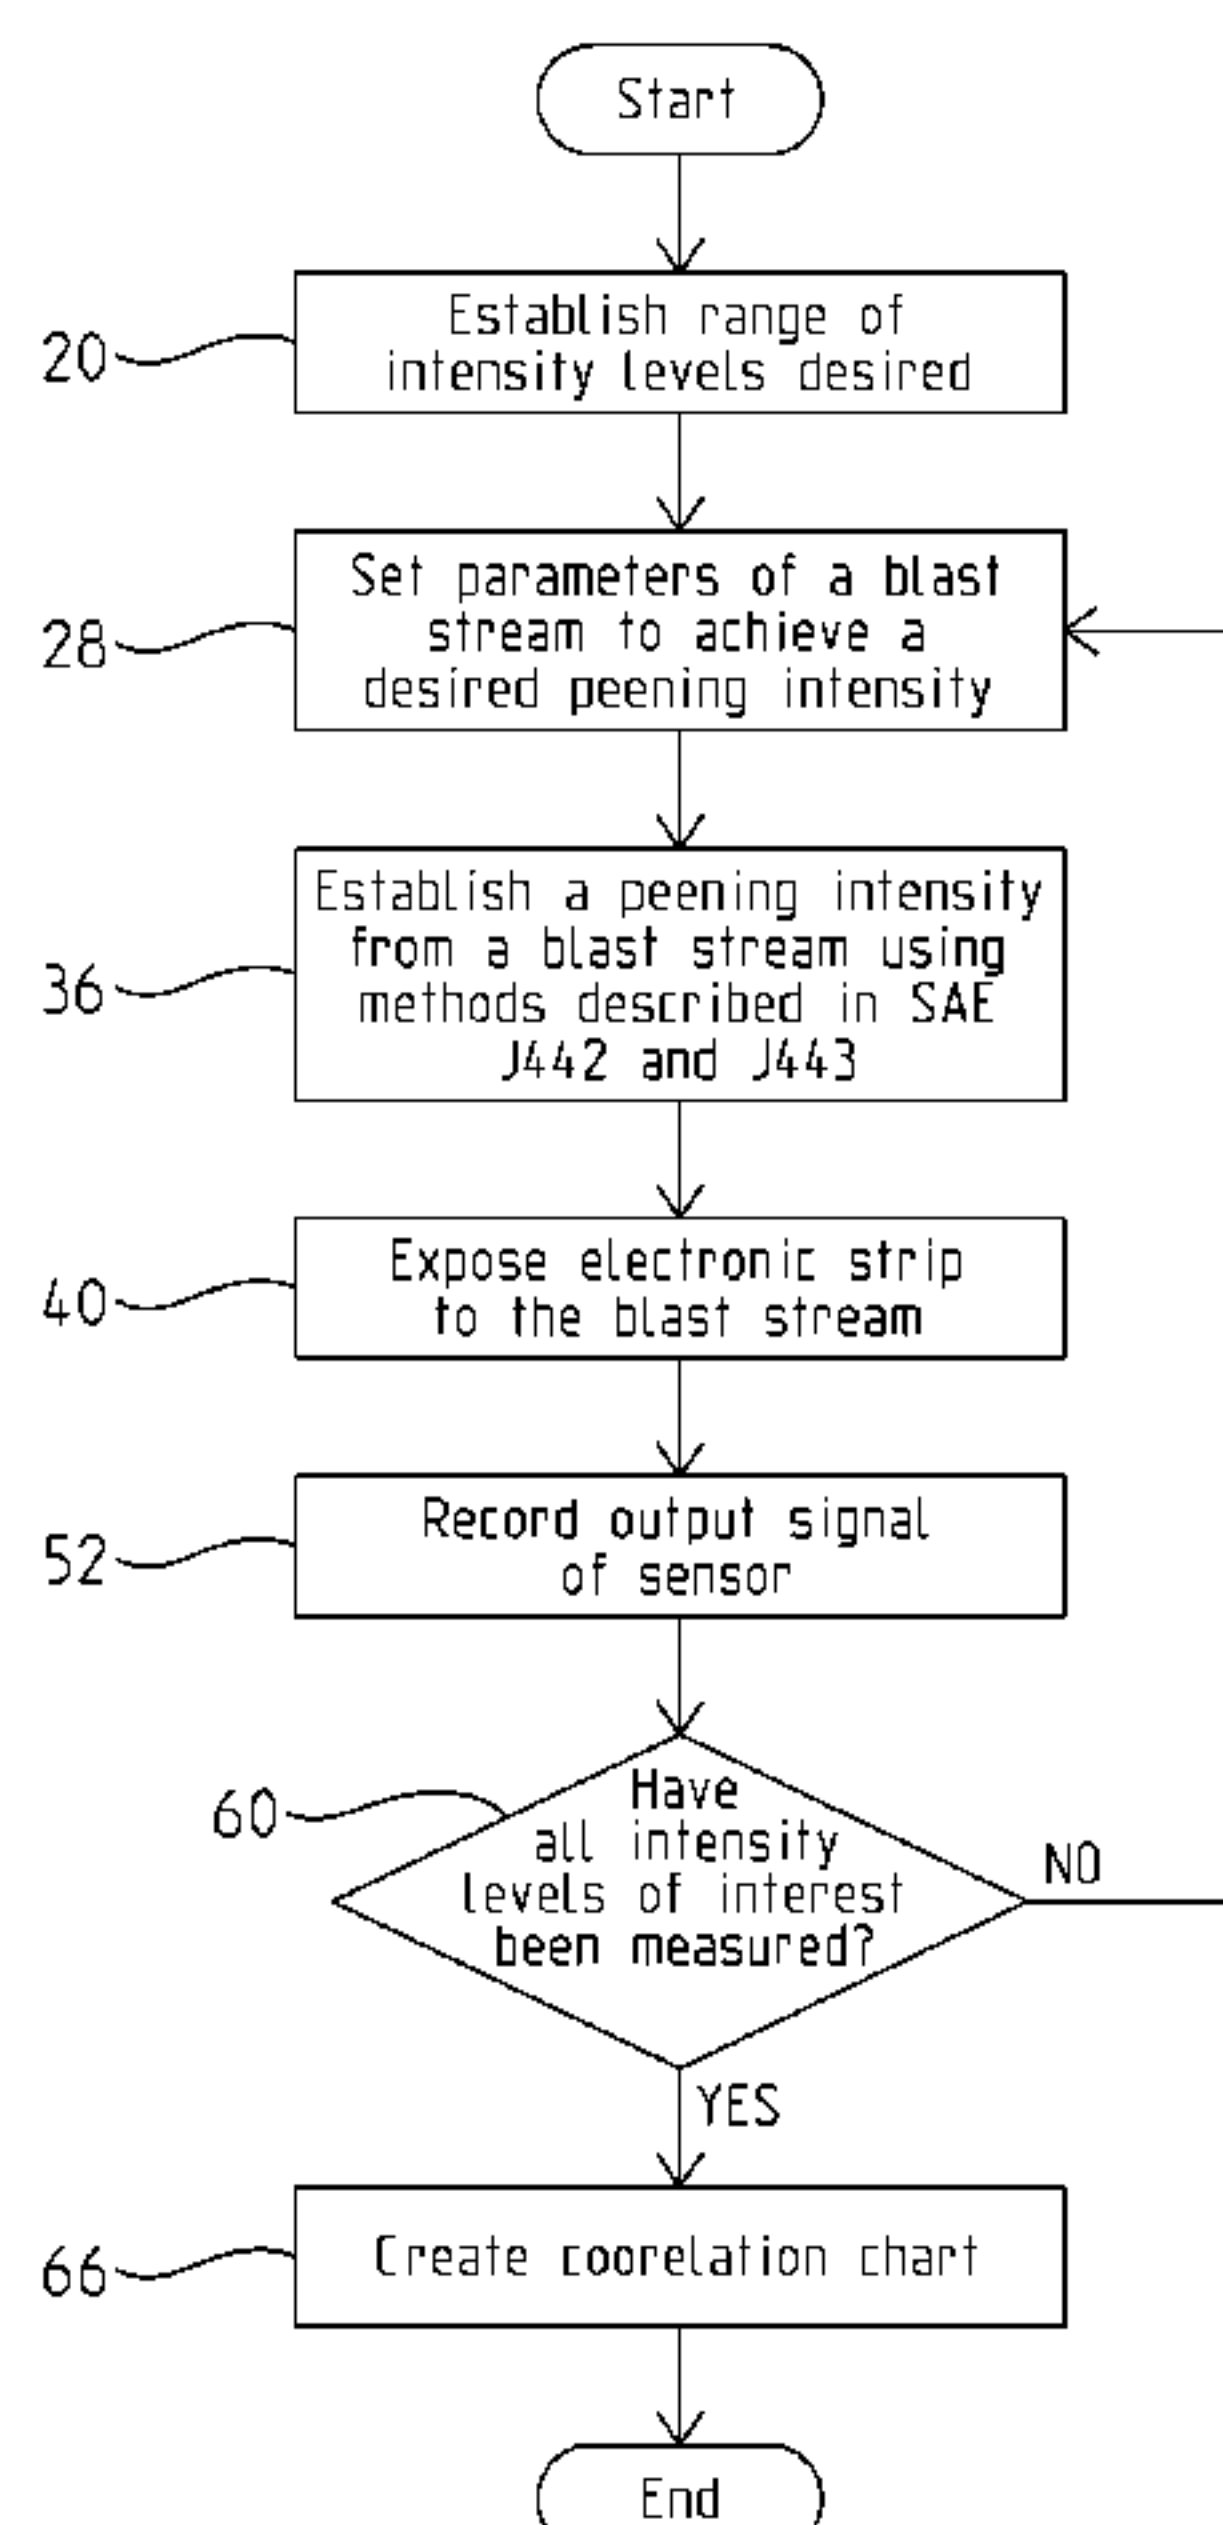 Start
20
Establish range of
intensity levels desired
28
Set parameters of a blast
stream to achieve a
desired peening intensity
36
Establish a peening intensity
from a blast stream using
methods described in SAE
J442 and J443
40
Expose electronic strip
to the blast stream
52
Record output signal
of sensor
60
Have
all intensity
levels of interest
been measured?
NO
YES
66
Create coorelation chart
End